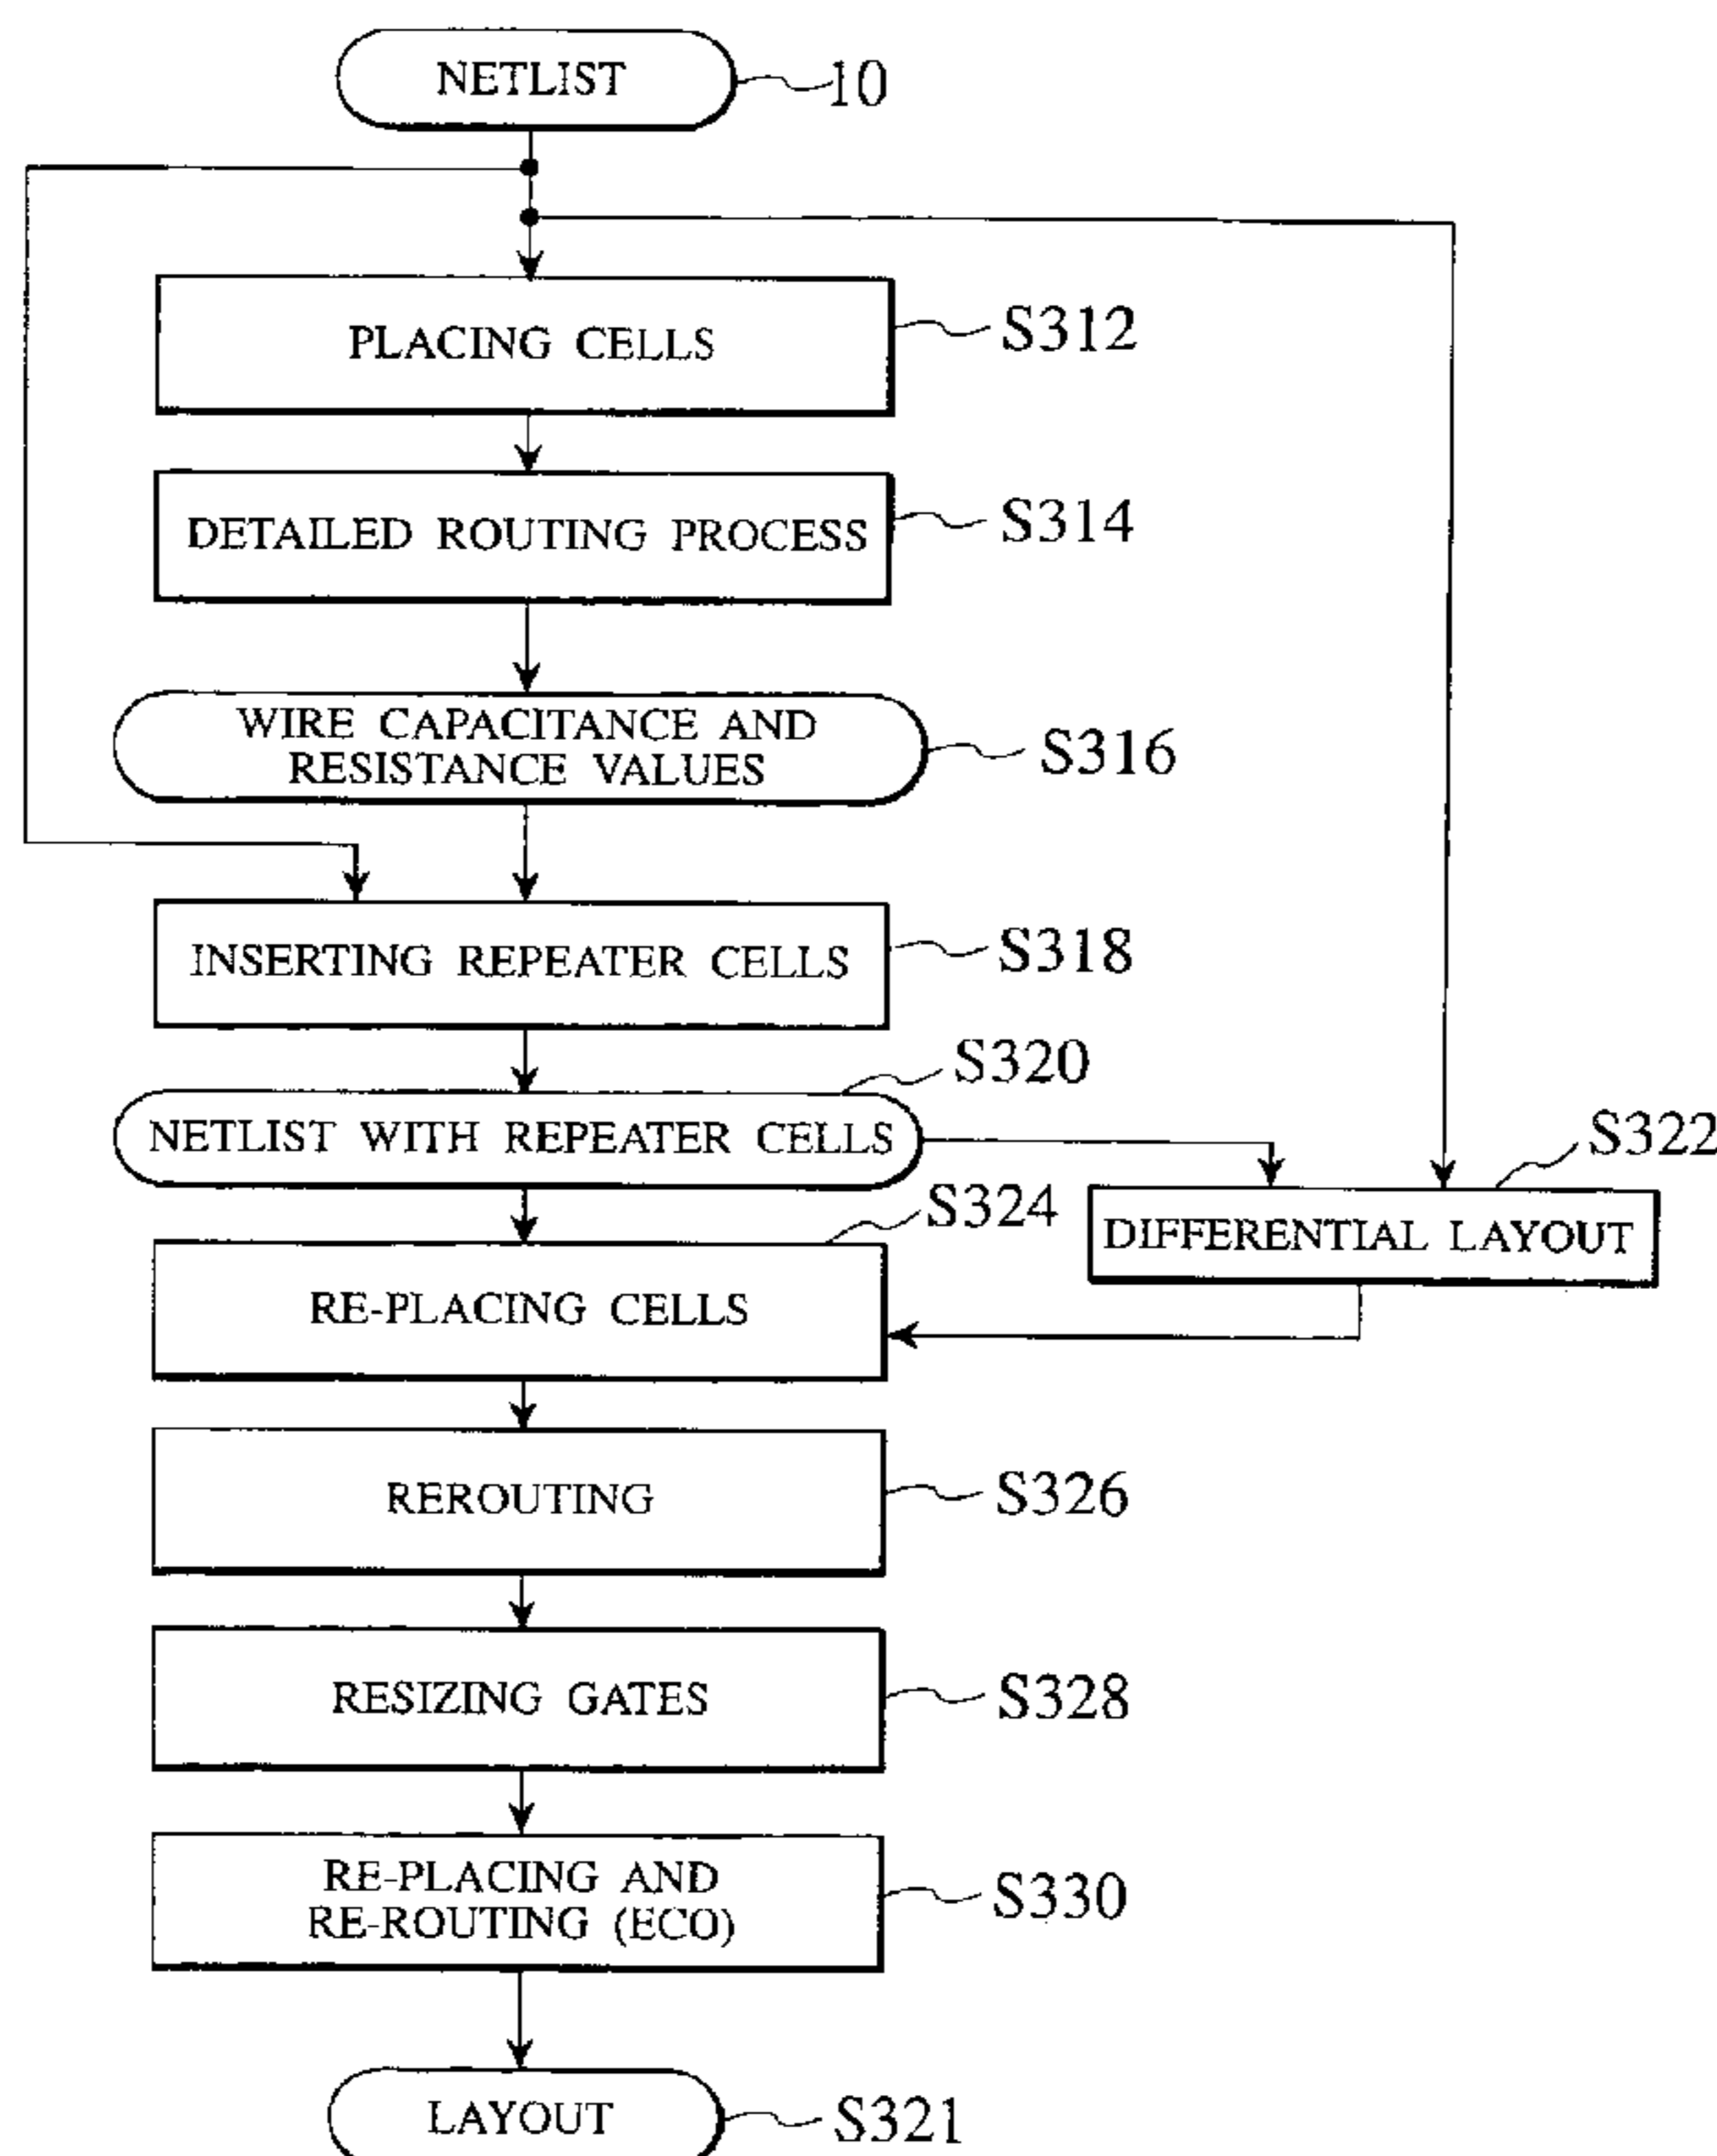 NETLIST
10
PLACING CELLS
S312
DETAILED ROUTING PROCESS
S314
WIRE CAPACITANCE AND
RESISTANCE VALUES
S316
INSERTING REPEATER CELLS
S318
S320
NETLIST WITH REPEATER CELLS
S322
DIFFERENTIAL LAYOUT
S324
RE-PLACING CELLS
REROUTING
S326
RESIZING GATES
S328
RE-PLACING AND
RE-ROUTING (ECO)
S330
LAYOUT
S321